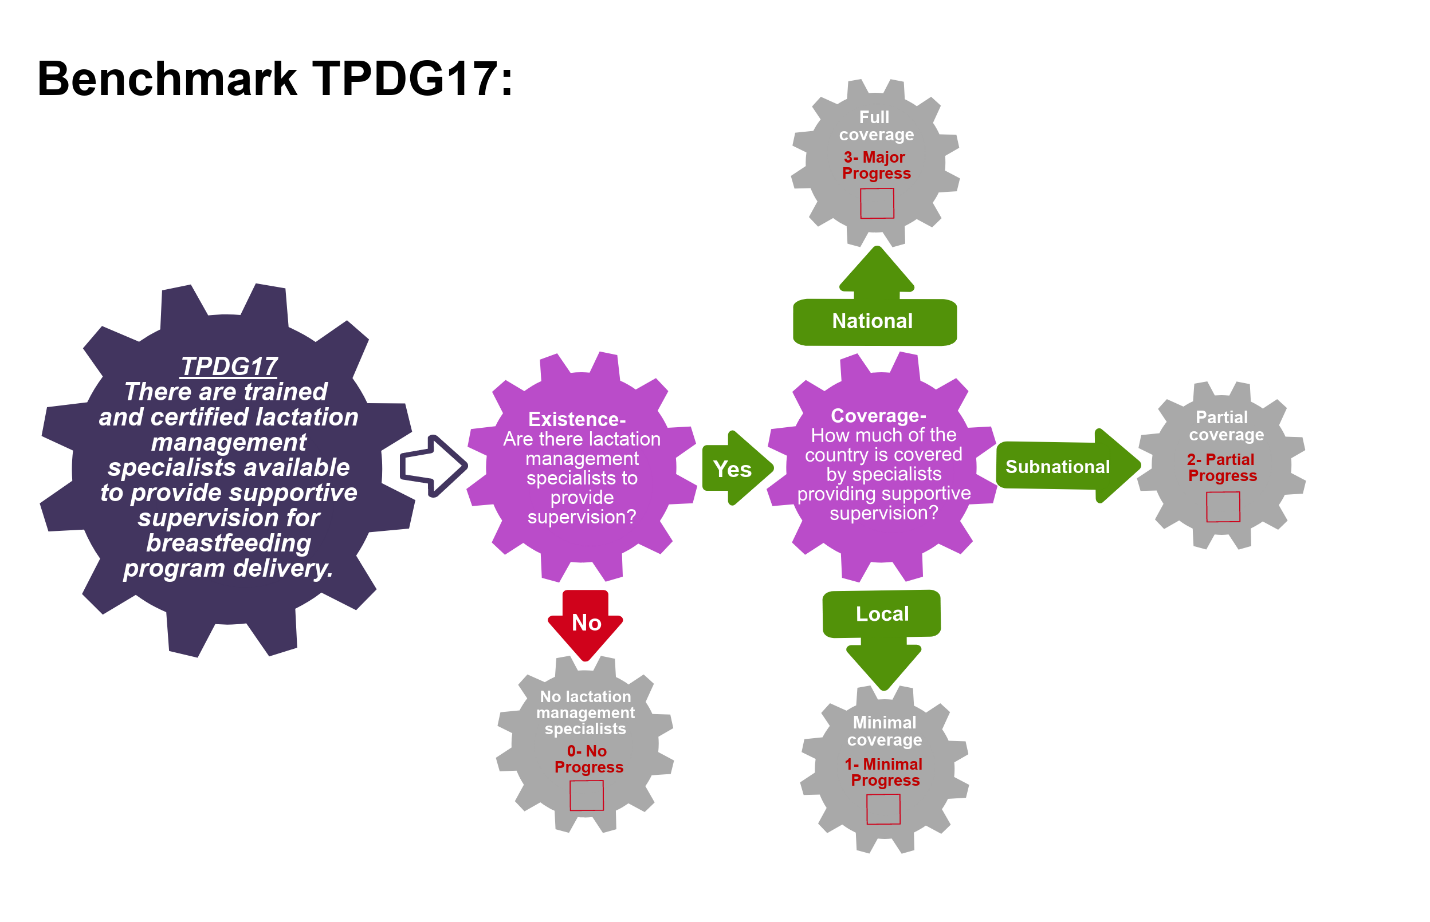 Benchmark TPDG17:
TPDG17
There are trained
and certified lactation
management
specialists available
to provide supportive
supervision for
breastfeeding
program delivery.
Existence-
Are there lactation
management
specialists to
provide
supervision?
No
No lactation
management
specialists
0- No
Progress
Yes
Coverage-
How much of the
country is covered
by specialists
providing supportive
supervision?
National
Full
coverage
3- Major
Progress
Subnational
Partial
coverage
2- Partial
Progress
Local
Minimal
coverage
1- Minimal
Progress